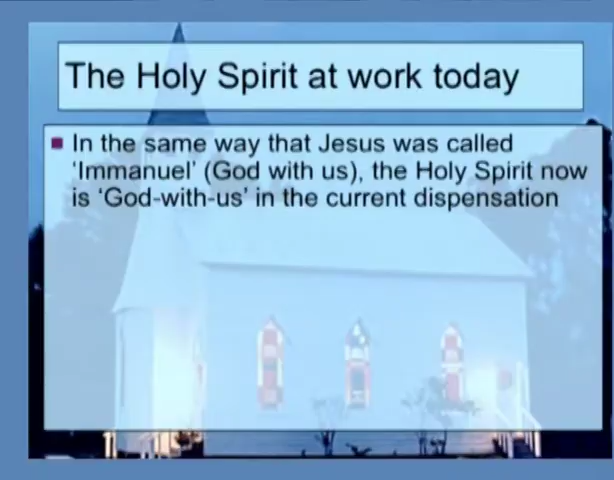 The Holy Spirit at work today
In the same way that Jesus was called
'Immanuel' (God with us), the Holy Spirit now
is 'God-with-us' in the current dispensation